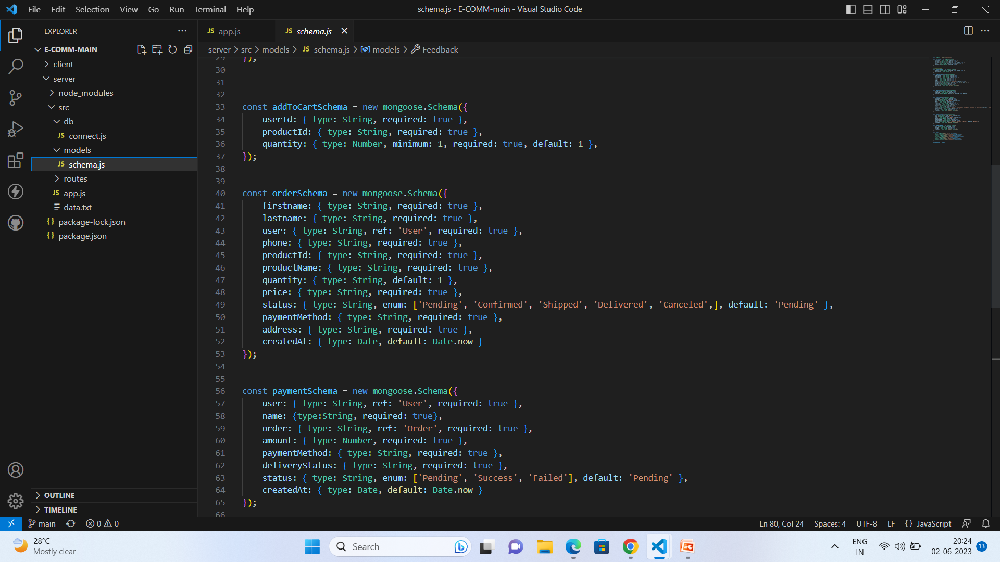 File Edit Selection View Go Run Terminal Help
schema.js - E-COMM-main - Visual Studio Code
EXPLORER
E-COMM-MAIN
client
server
node_modules
src
db
JS connect.js
models
JS schema.js
routes
JS app.js
data.txt
{} package-lock.json
{} package.json
OUTLINE
TIMELINE
JS app.js
JS schema.js
server > src > models > JS schema.js > models > Feedback
29 });
30
31
32
33 const addToCartSchema = new mongoose.Schema({
34 userId: { type: String, required: true },
35 productId: { type: String, required: true },
36 quantity: { type: Number, minimum: 1, required: true, default: 1 },
37 });
38
39
40 const orderSchema = new mongoose.Schema({
41 firstname: { type: String, required: true },
42 lastname: { type: String, required: true },
43 user: { type: String, ref: 'User', required: true },
44 phone: { type: String, required: true },
45 productId: { type: String, required: true },
46 productName: { type: String, required: true },
47 quantity: { type: String, default: 1 },
48 price: { type: String, required: true },
49 status: { type: String, enum: ['Pending', 'Confirmed', 'Shipped', 'Delivered', 'Canceled',], default: 'Pending' },
50 paymentMethod: { type: String, required: true },
51 address: { type: String, required: true },
52 createdAt: { type: Date, default: Date.now }
53 });
54
55
56 const paymentSchema = new mongoose.Schema({
57 user: { type: String, ref: 'User', required: true },
58 name: {type:String, required: true},
59 order: { type: String, ref: 'Order', required: true },
60 amount: { type: Number, required: true },
61 paymentMethod: { type: String, required: true },
62 deliveryStatus: { type: String, required: true },
63 status: { type: String, enum: ['Pending', 'Success', 'Failed'], default: 'Pending' },
64 createdAt: { type: Date, default: Date.now }
65 });
66
main 0 0
Ln 80, Col 24 Spaces: 4 UTF-8 LF {} JavaScript
28°C
Mostly clear
Search
ENG
IN
20:24
02-06-2023
13